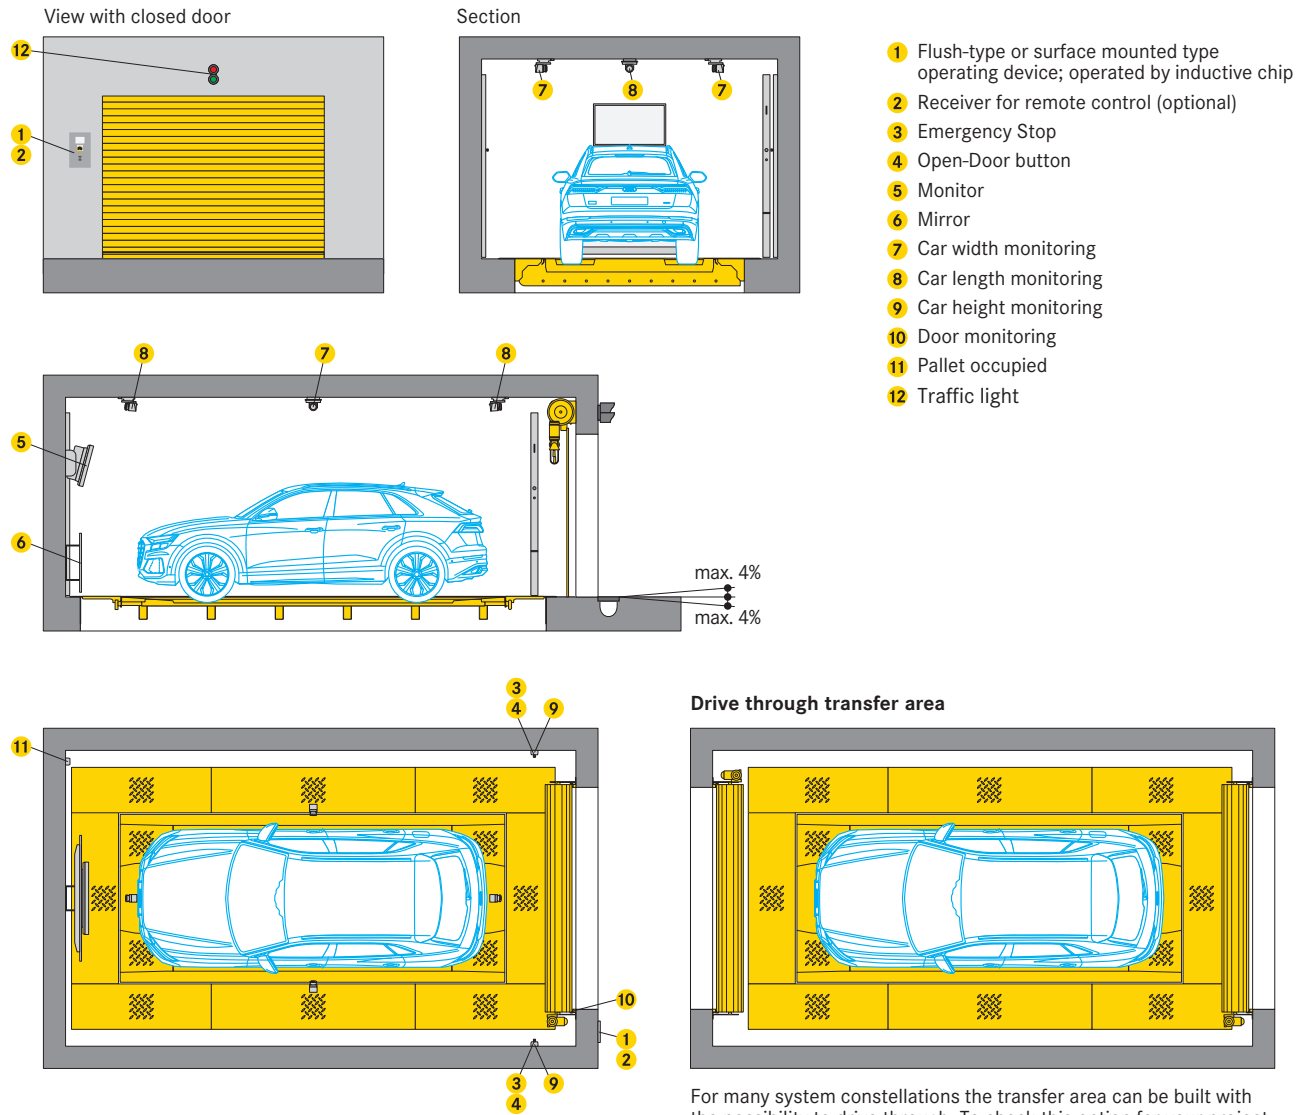 View with closed door
Section
12
1
2
7
8
7
1 Flush-type or surface mounted type
operating device; operated by inductive chip
2 Receiver for remote control (optional)
3 Emergency Stop
4 Open-Door button
5 Monitor
6 Mirror
7 Car width monitoring
8 Car length monitoring
9 Car height monitoring
10 Door monitoring
11 Pallet occupied
12 Traffic light
8
7
8
5
6
max. 4%
max. 4%
3
4
9
11
10
1
2
3
4
9
Drive through transfer area
For many system constellations the transfer area can be built with